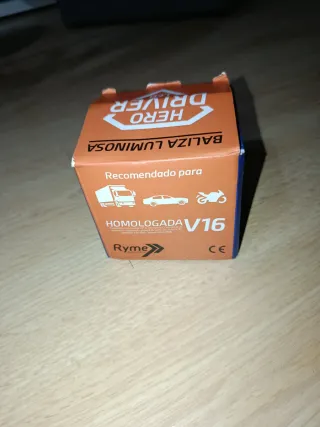 HERO
DRIVER
BALIZA LUMINOSA
Recomendado para
HOMOLOGADA V16
Ryme
CE